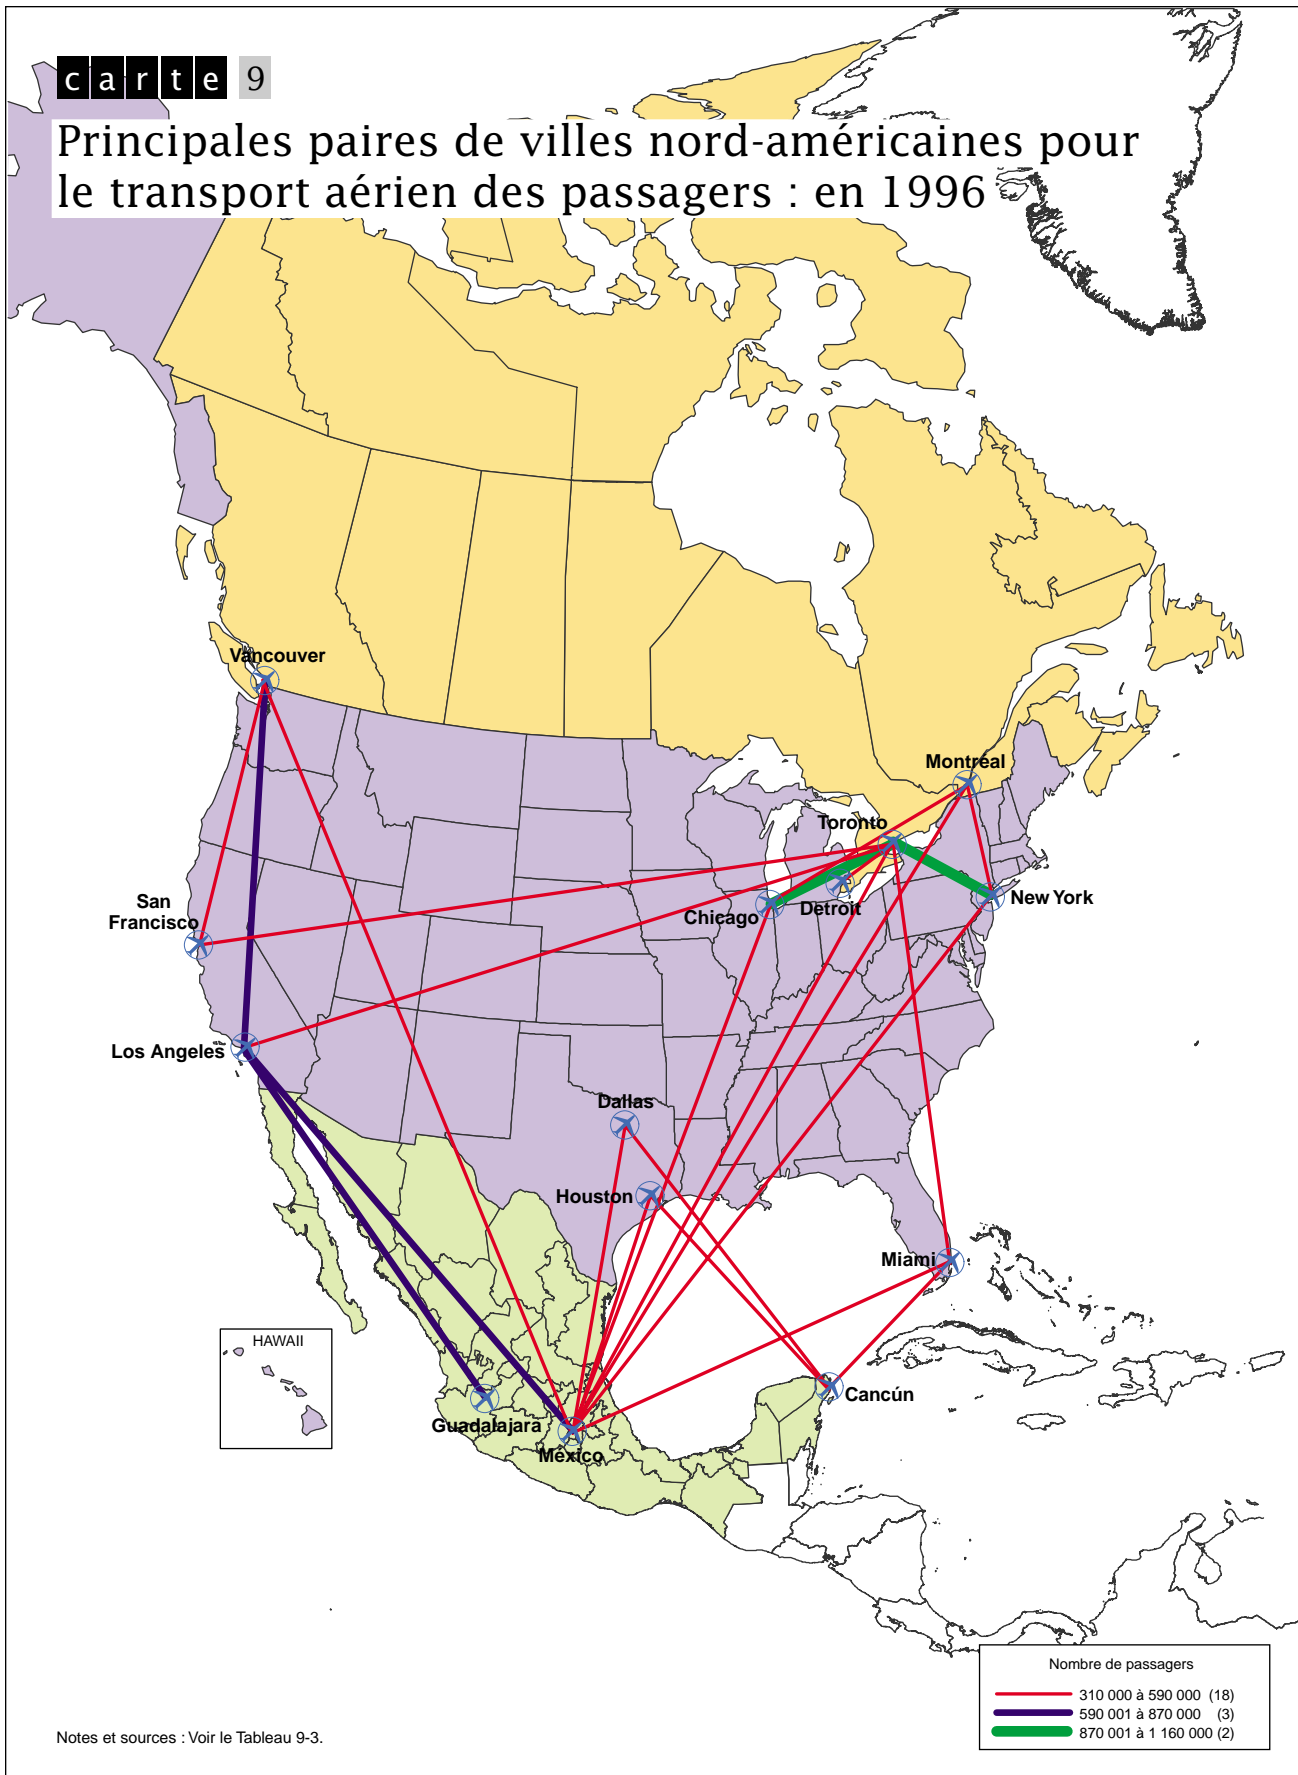 carte 9
Principales paires de villes nord-américaines pour
le transport aérien des passagers : en 1996
Vancouver
Montréal
Toronto
San
Francisco
Chicago
Detroit
New York
Los Angeles
Dallas
Houston
Miami
HAWAII
Cancún
Guadalajara
México
Nombre de passagers
310 000 à 590 000 (18)
590 001 à 870 000 (3)
870 001 à 1 160 000 (2)
Notes et sources : Voir le Tableau 9-3.